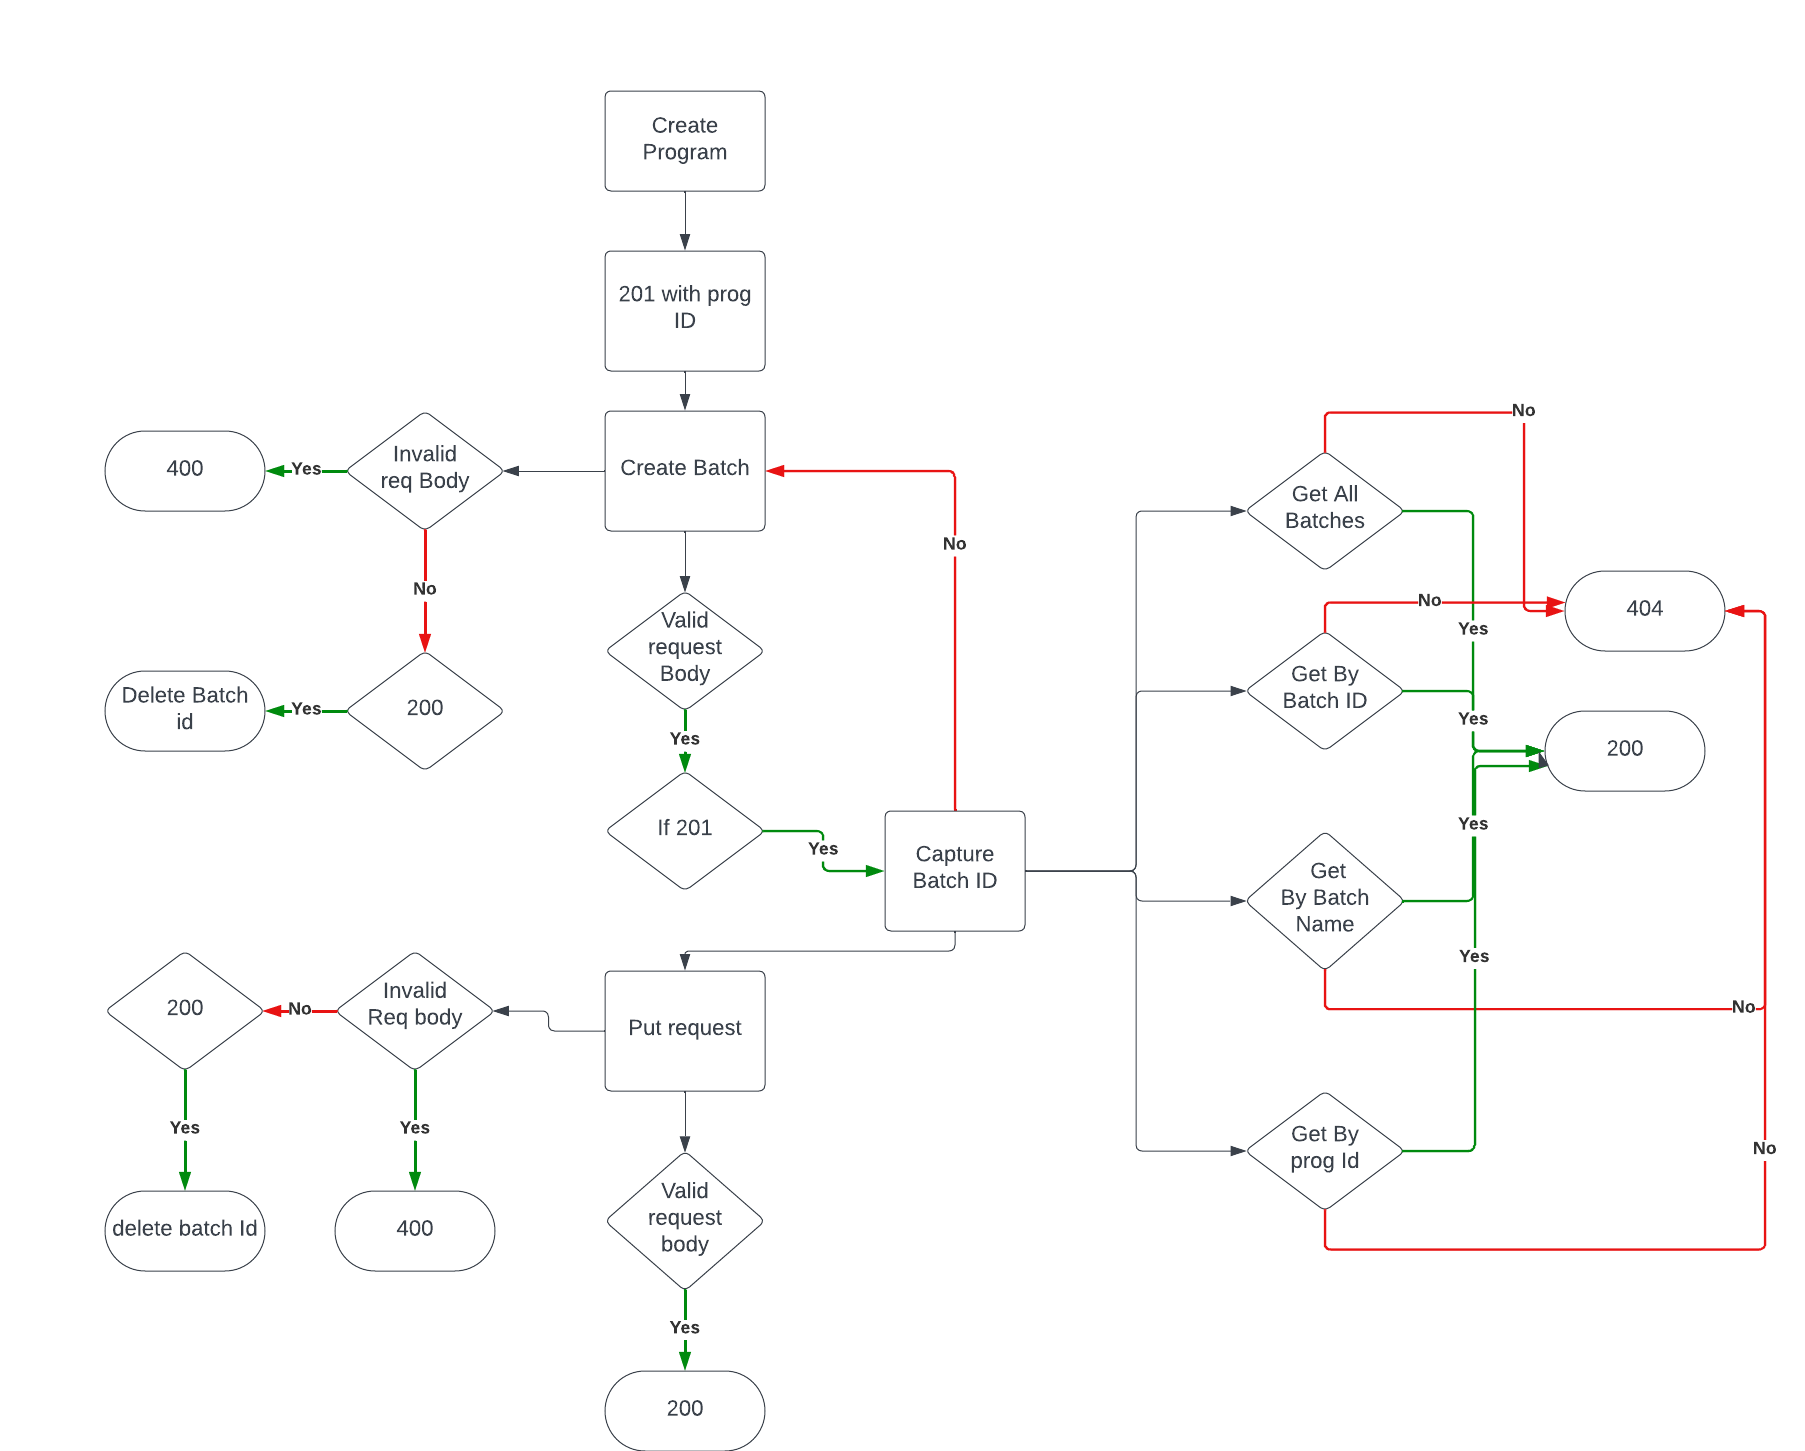 Create
Program
201 with prog
ID
Create Batch
Invalid
req Body
Yes
400
No
200
Yes
Delete Batch
id
Valid
request
Body
Yes
If 201
Yes
Capture
Batch ID
No
Get All
Batches
No
Yes
Get By
Batch ID
No
Yes
404
200
Get
By Batch
Name
Yes
No
Get By
prog Id
Yes
No
Put request
Invalid
Req body
No
200
Yes
delete batch Id
Yes
400
Valid
request
body
Yes
200